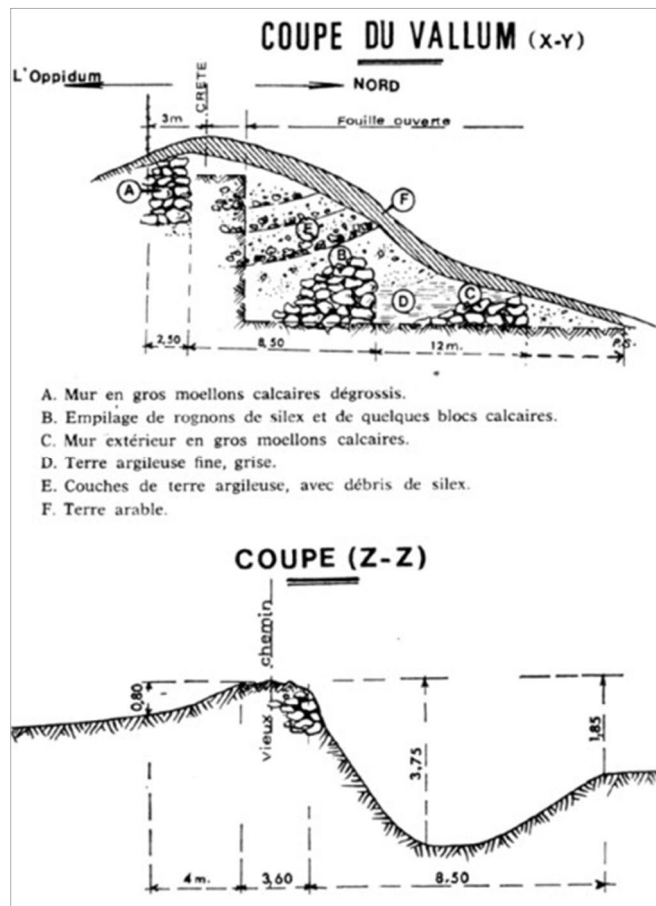 COUPE DU VALLUM (X-Y)
L'Oppidum
CRETE
NORD
3m
Fouille ouverte
A
F
E
B
C
D
2,50
8,50
12m.
P.S.
A. Mur en gros moellons calcaires dégrossis.
B. Empilage de rognons de silex et de quelques blocs calcaires.
C. Mur extérieur en gros moellons calcaires.
D. Terre argileuse fine, grise.
E. Couches de terre argileuse, avec débris de silex.
F. Terre arable.
COUPE (Z-Z)
vieux chemin
0,80
3,75
1,85
4m.
3,60
8,50